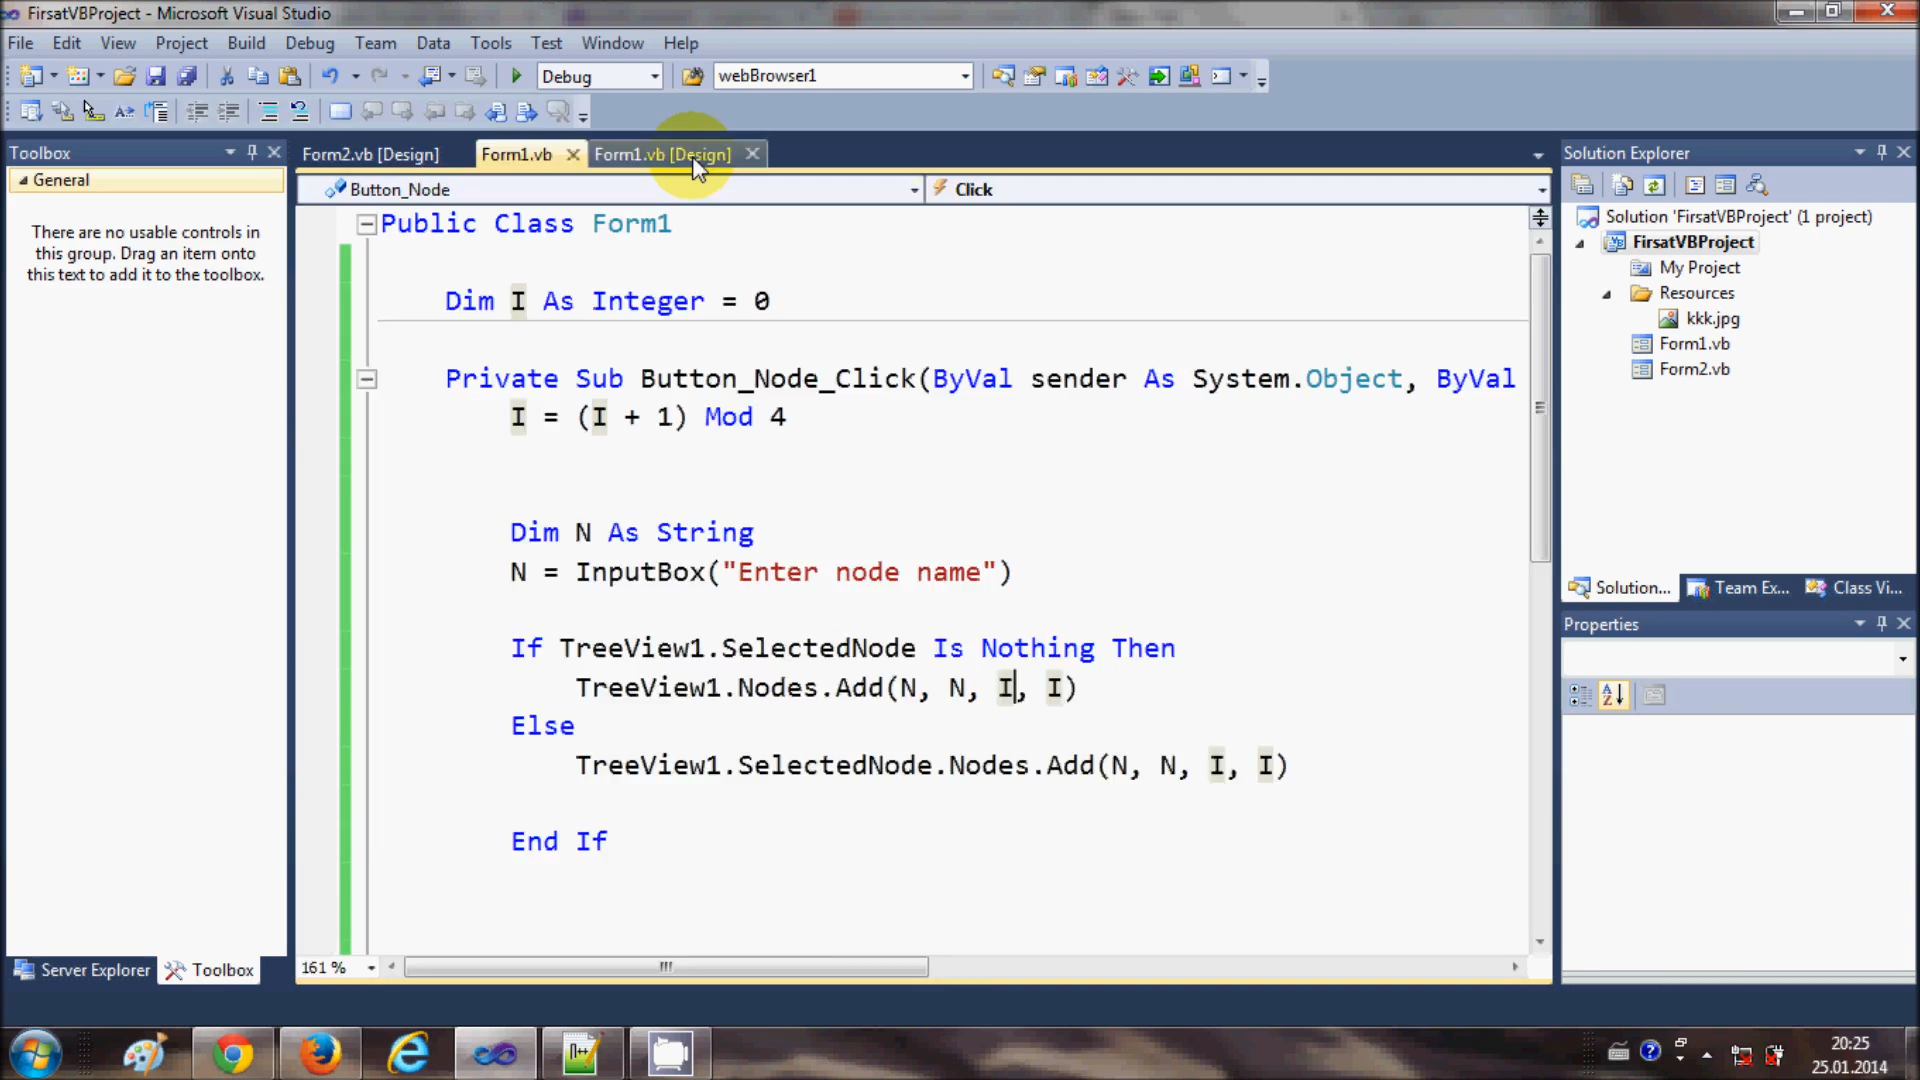 FirsatVBProject - Microsoft Visual Studio
File Edit View Project Build Debug Team Data Tools Test Window Help
Debug webBrowser1
Toolbox
General
There are no usable controls in
this group. Drag an item onto
this text to add it to the toolbox.
Server Explorer Toolbox
Form2.vb [Design] Form1.vb Form1.vb [Design]
Button_Node Click
Public Class Form1
Dim I As Integer = 0
Private Sub Button_Node_Click(ByVal sender As System.Object, ByVal
I = (I + 1) Mod 4
Dim N As String
N = InputBox("Enter node name")
If TreeView1.SelectedNode Is Nothing Then
TreeView1.Nodes.Add(N, N, I, I)
Else
TreeView1.SelectedNode.Nodes.Add(N, N, I, I)
End If
161 %
Solution Explorer
Solution 'FirsatVBProject' (1 project)
FirsatVBProject
My Project
Resources
kkk.jpg
Form1.vb
Form2.vb
Solution... Team Ex... Class Vi...
Properties
20:25
25.01.2014